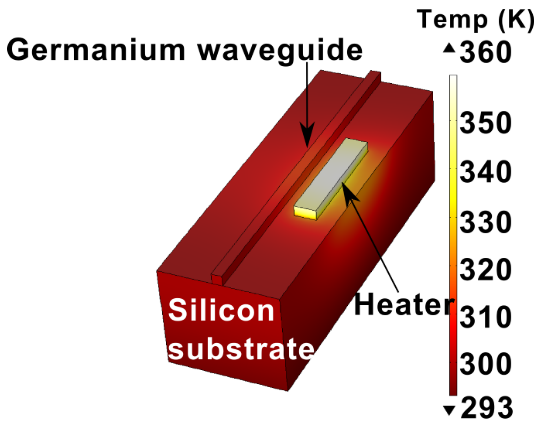 Temp (K)
Germanium waveguide
360
350
340
330
320
310
300
293
Heater
Silicon
substrate